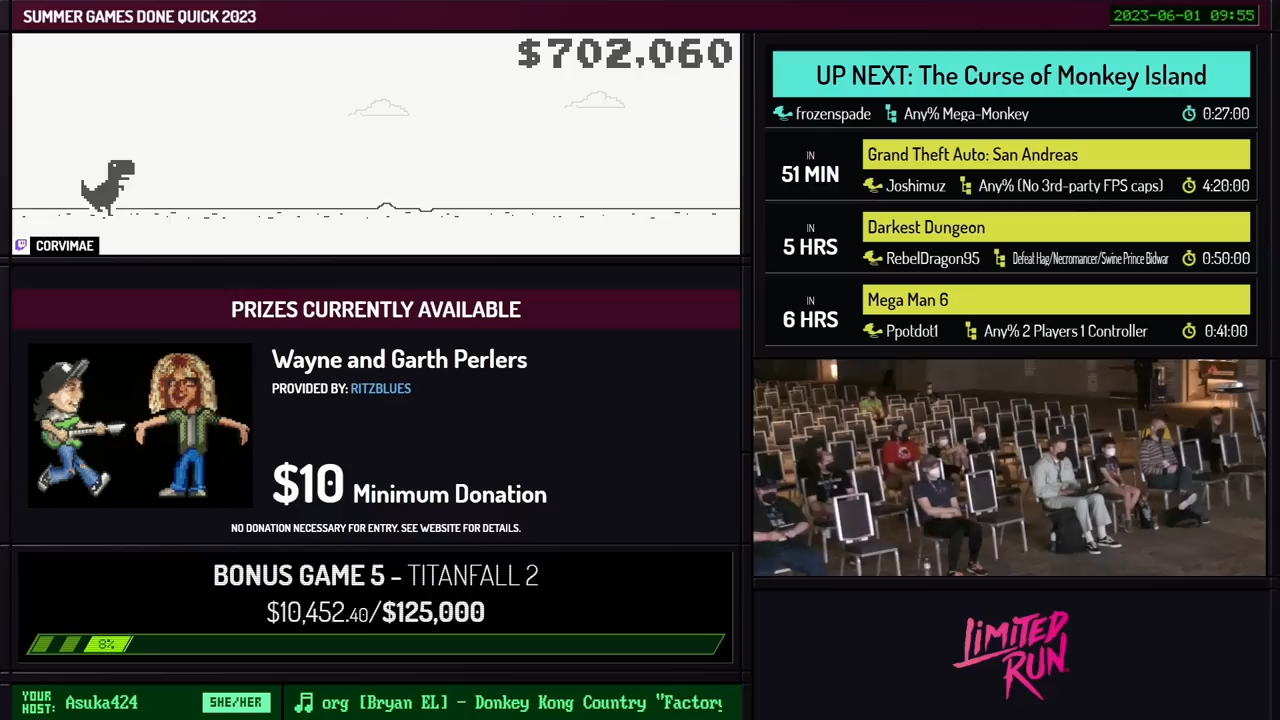 SUMMER GAMES DONE QUICK 2023
2023-06-01 09:55
$702,060
CORVIMAE
UP NEXT: The Curse of Monkey Island
frozenspade Any% Mega-Monkey 0:27:00
IN 51 MIN
Grand Theft Auto: San Andreas
Joshimuz Any% (No 3rd-party FPS caps) 4:20:00
IN 5 HRS
Darkest Dungeon
RebelDragon95 Defeat Hag/Necromancer/Swine Prince Bidwar 0:50:00
IN 6 HRS
Mega Man 6
Ppotdot1 Any% 2 Players 1 Controller 0:41:00
PRIZES CURRENTLY AVAILABLE
Wayne and Garth Perlers
PROVIDED BY: RITZBLUES
$10 Minimum Donation
NO DONATION NECESSARY FOR ENTRY. SEE WEBSITE FOR DETAILS.
BONUS GAME 5 - TITANFALL 2
$10,452.40/$125,000
8%
LIMITED RUN
YOUR HOST: Asuka424 SHE/HER
org [Bryan EL] - Donkey Kong Country "Factory